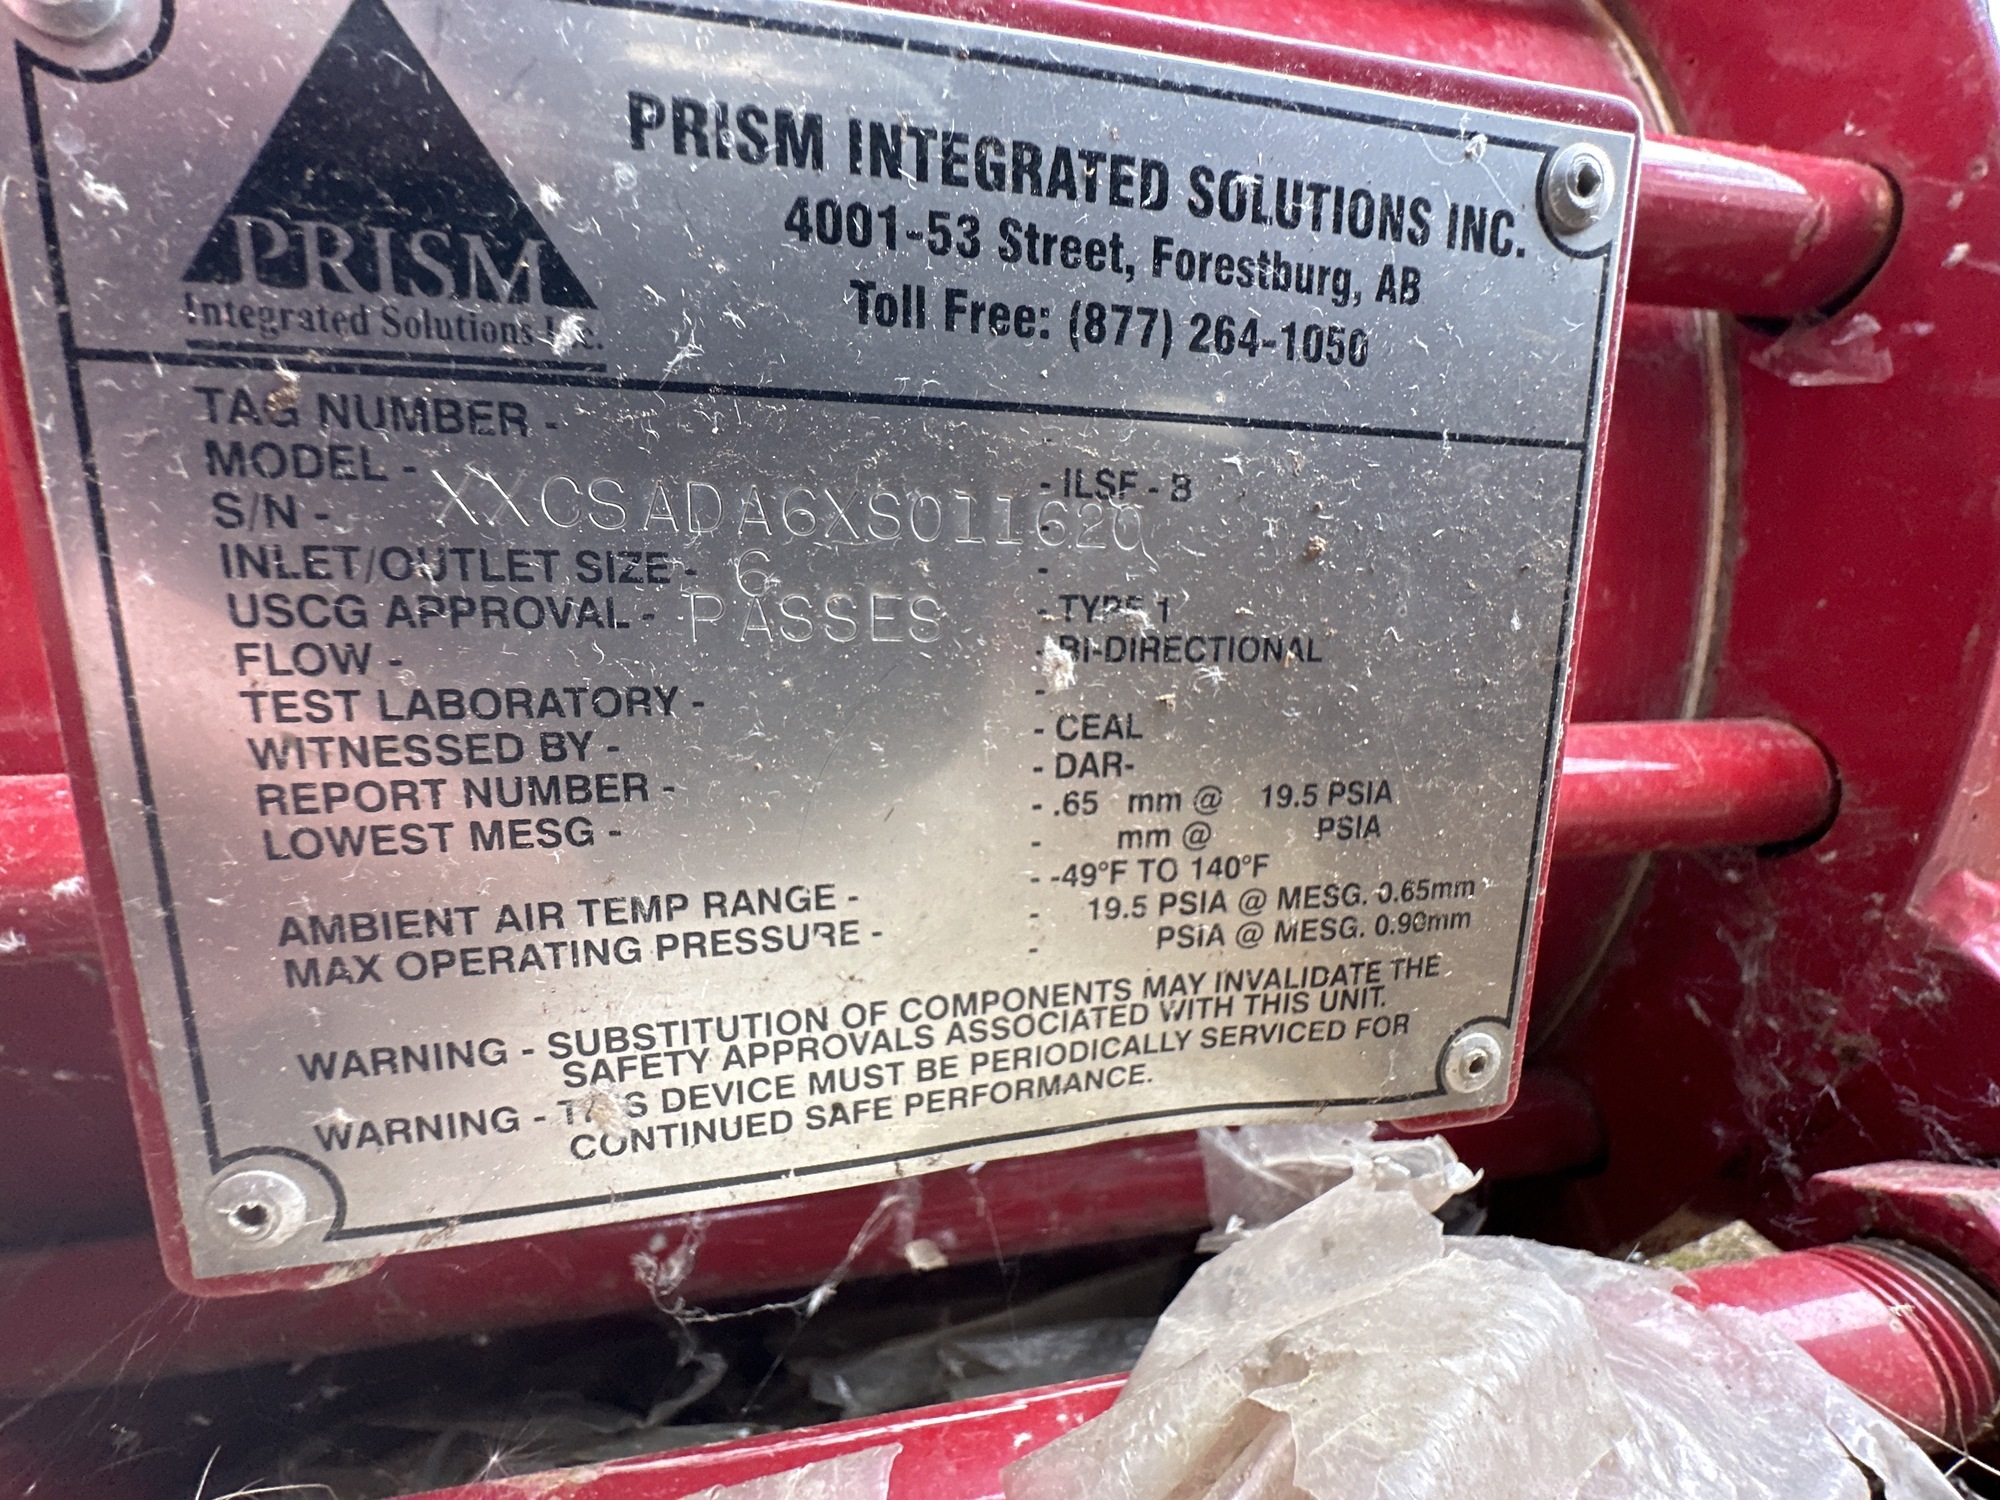 PRISM
Integrated Solutions Inc.
PRISM INTEGRATED SOLUTIONS INC.
4001-53 Street, Forestburg, AB
Toll Free: (877) 264-1050
TAG NUMBER -
MODEL - - ILSF - B
S/N - XXCSADA6XS011620 -
INLET/OUTLET SIZE - 6 -
USCG APPROVAL - PASSES - TYPE 1
FLOW - - BI-DIRECTIONAL
TEST LABORATORY - -
WITNESSED BY - - CEAL
REPORT NUMBER - - DAR-
LOWEST MESG - - .65 mm @ 19.5 PSIA
- mm @ PSIA
AMBIENT AIR TEMP RANGE - - -49°F TO 140°F
MAX OPERATING PRESSURE - - 19.5 PSIA @ MESG. 0.65mm
- PSIA @ MESG. 0.90mm
WARNING - SUBSTITUTION OF COMPONENTS MAY INVALIDATE THE
SAFETY APPROVALS ASSOCIATED WITH THIS UNIT.
WARNING - THIS DEVICE MUST BE PERIODICALLY SERVICED FOR
CONTINUED SAFE PERFORMANCE.